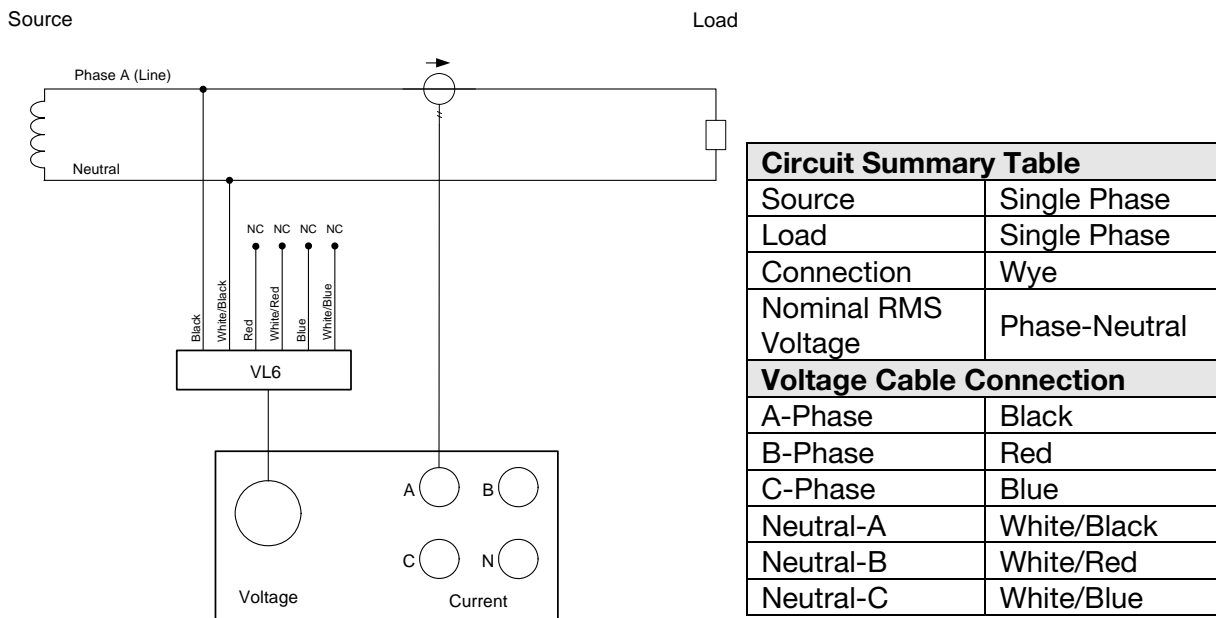 Source
Load
Phase A (Line)
Neutral
NC NC NC NC
Black
White/Black
Red
White/Red
Blue
White/Blue
VL6
A
B
C
N
Voltage
Current
Circuit Summary Table
Source Single Phase
Load Single Phase
Connection Wye
Nominal RMS
Voltage
Phase-Neutral
Voltage Cable Connection
A-Phase Black
B-Phase Red
C-Phase Blue
Neutral-A White/Black
Neutral-B White/Red
Neutral-C White/Blue